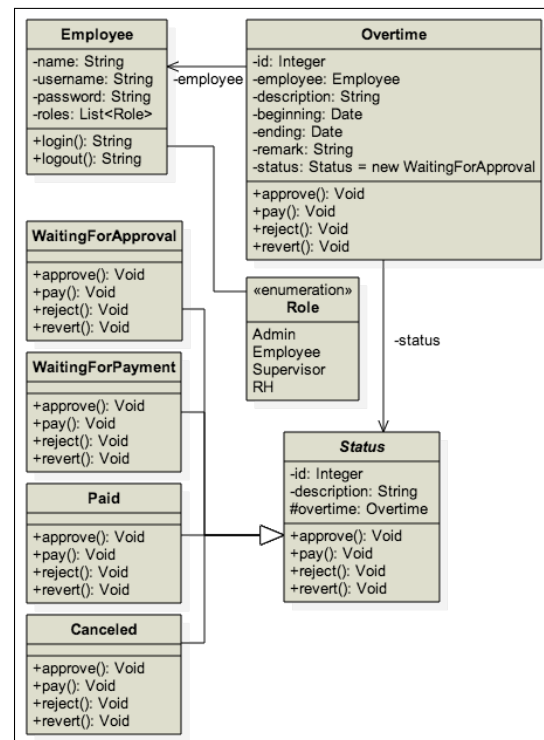 Employee
-name: String
-username: String
-password: String
-roles: List<Role>
+login(): String
+logout(): String
-employee
Overtime
-id: Integer
-employee: Employee
-description: String
-beginning: Date
-ending: Date
-remark: String
-status: Status = new WaitingForApproval
+approve(): Void
+pay(): Void
+reject(): Void
+revert(): Void
WaitingForApproval
+approve(): Void
+pay(): Void
+reject(): Void
+revert(): Void
«enumeration»
Role
Admin
Employee
Supervisor
RH
-status
WaitingForPayment
+approve(): Void
+pay(): Void
+reject(): Void
+revert(): Void
Status
-id: Integer
-description: String
#overtime: Overtime
+approve(): Void
+pay(): Void
+reject(): Void
+revert(): Void
Paid
+approve(): Void
+pay(): Void
+reject(): Void
+revert(): Void
Canceled
+approve(): Void
+pay(): Void
+reject(): Void
+revert(): Void